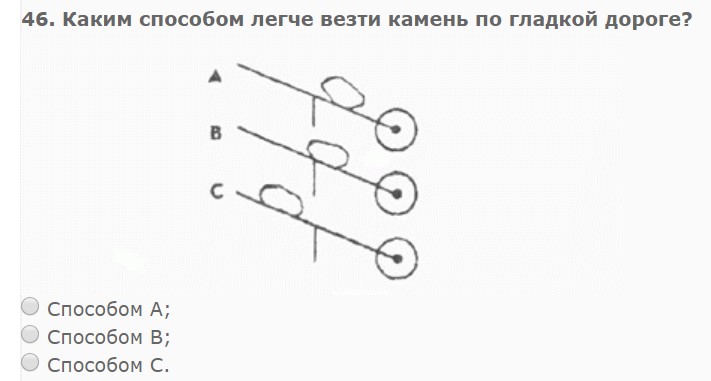 46. Каким способом легче везти камень по гладкой дороге?
A
B
C
Способом А;
Способом В;
Способом С.